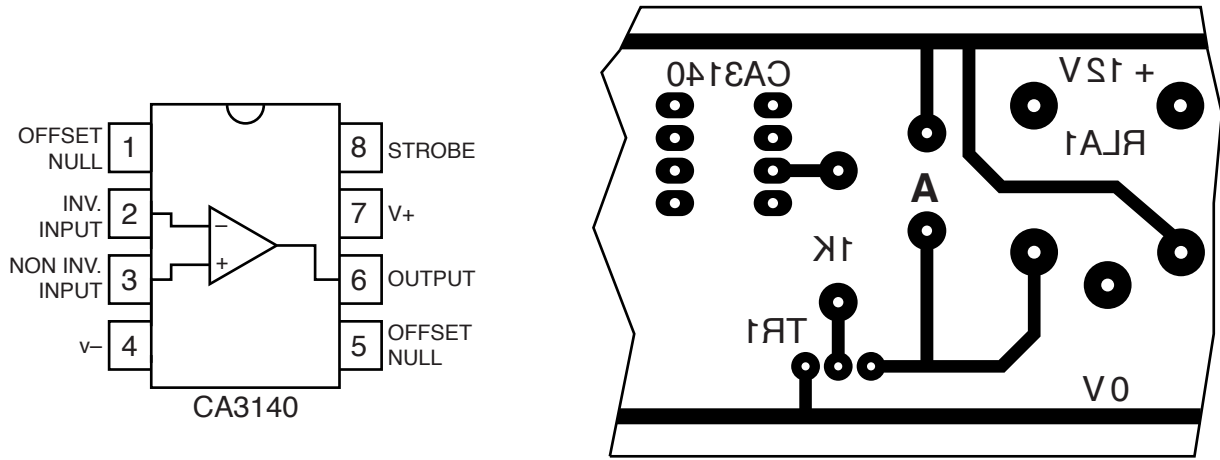 OFFSET
NULL
1
8
STROBE
INV.
INPUT
2
7
V+
–
NON INV.
INPUT
3
+
6
OUTPUT
v–
4
5
OFFSET
NULL
CA3140
CA3140
+ 12V
RLA1
A
1K
TR1
0V